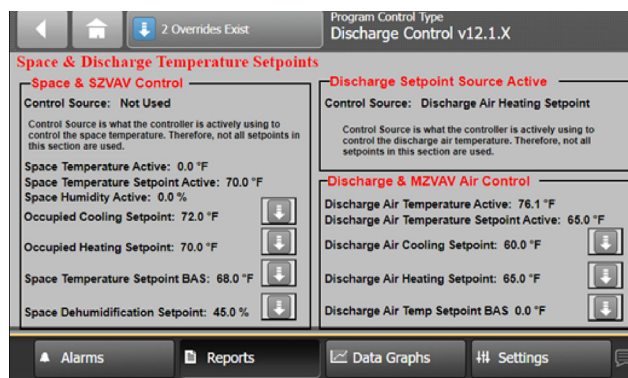 2 Overrides Exist
Program Control Type
Discharge Control v12.1.X
Space & Discharge Temperature Setpoints
Space & SZVAV Control
Control Source: Not Used
Control Source is what the controller is actively using to
control the space temperature. Therefore, not all setpoints in
this section are used.
Space Temperature Active: 0.0 °F
Space Temperature Setpoint Active: 70.0 °F
Space Humidity Active: 0.0 %
Occupied Cooling Setpoint: 72.0 °F
Occupied Heating Setpoint: 70.0 °F
Space Temperature Setpoint BAS: 68.0 °F
Space Dehumidification Setpoint: 45.0 %
Discharge Setpoint Source Active
Control Source: Discharge Air Heating Setpoint
Control Source is what the controller is actively using to
control the discharge air temperature. Therefore, not all
setpoints in this section are used.
Discharge & MZVAV Air Control
Discharge Air Temperature Active: 76.1 °F
Discharge Air Temperature Setpoint Active: 65.0 °F
Discharge Air Cooling Setpoint: 60.0 °F
Discharge Air Heating Setpoint: 65.0 °F
Discharge Air Temp Setpoint BAS 0.0 °F
Alarms
Reports
Data Graphs
Settings